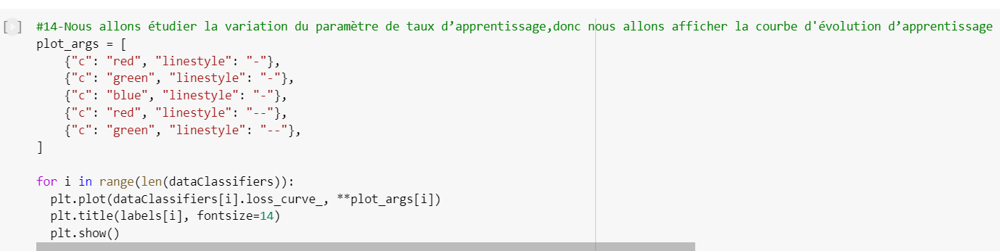 [ ] #14-Nous allons étudier la variation du paramètre de taux d’apprentissage,donc nous allons afficher la courbe d'évolution d’apprentissage
plot_args = [
    {"c": "red", "linestyle": "-"},
    {"c": "green", "linestyle": "-"},
    {"c": "blue", "linestyle": "-"},
    {"c": "red", "linestyle": "--"},
    {"c": "green", "linestyle": "--"},
]
for i in range(len(dataClassifiers)):
  plt.plot(dataClassifiers[i].loss_curve_, **plot_args[i])
  plt.title(labels[i], fontsize=14)
  plt.show()